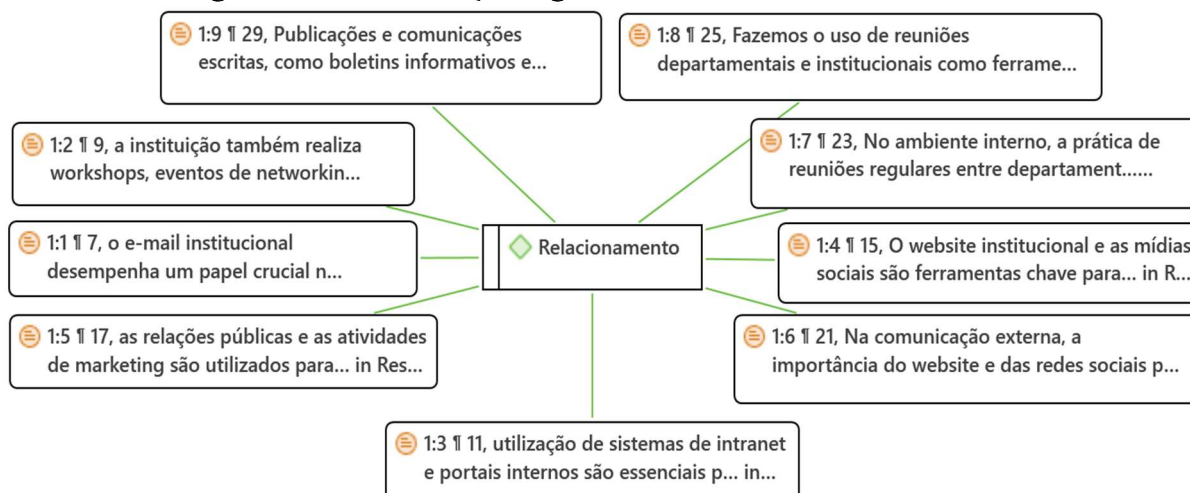 1:9 ¶ 29, Publicações e comunicações
escritas, como boletins informativos e...
1:8 ¶ 25, Fazemos o uso de reuniões
departamentais e institucionais como ferrame...
1:2 ¶ 9, a instituição também realiza
workshops, eventos de networkin...
1:7 ¶ 23, No ambiente interno, a prática de
reuniões regulares entre departament......
1:1 ¶ 7, o e-mail institucional
desempenha um papel crucial n...
Relacionamento
1:4 ¶ 15, O website institucional e as mídias
sociais são ferramentas chave para... in R...
1:5 ¶ 17, as relações públicas e as atividades
de marketing são utilizados para... in Res...
1:6 ¶ 21, Na comunicação externa, a
importância do website e das redes sociais p...
1:3 ¶ 11, utilização de sistemas de intranet
e portais internos são essenciais p... in...